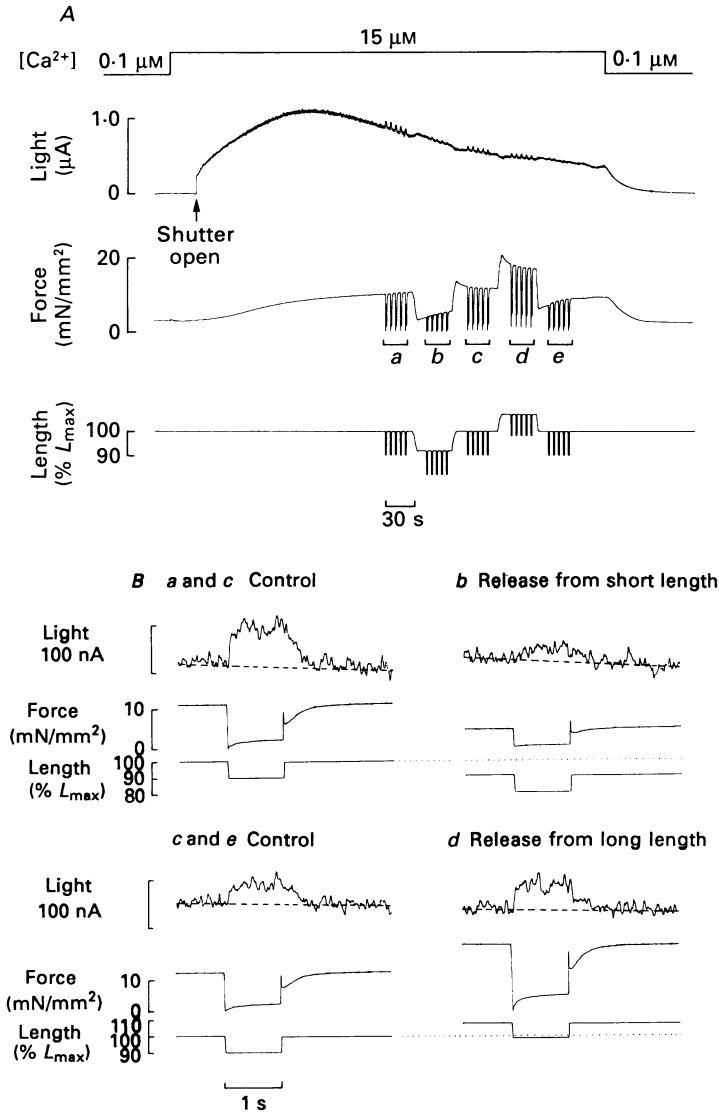 A
15 μM
[Ca2+] 0·1 μM 0·1 μM
1·0
Light
(μA)
0
Shutter
open
20
Force
(mN/mm2)
10
0
a b c d e
Length
(% Lmax)
100
90
30 s
B a and c Control
b Release from short length
Light
100 nA
Force
(mN/mm2)
10
0
Length
(% Lmax)
100
90
80
c and e Control
d Release from long length
Light
100 nA
Force
(mN/mm2)
10
0
Length
(% Lmax)
110
100
90
1 s